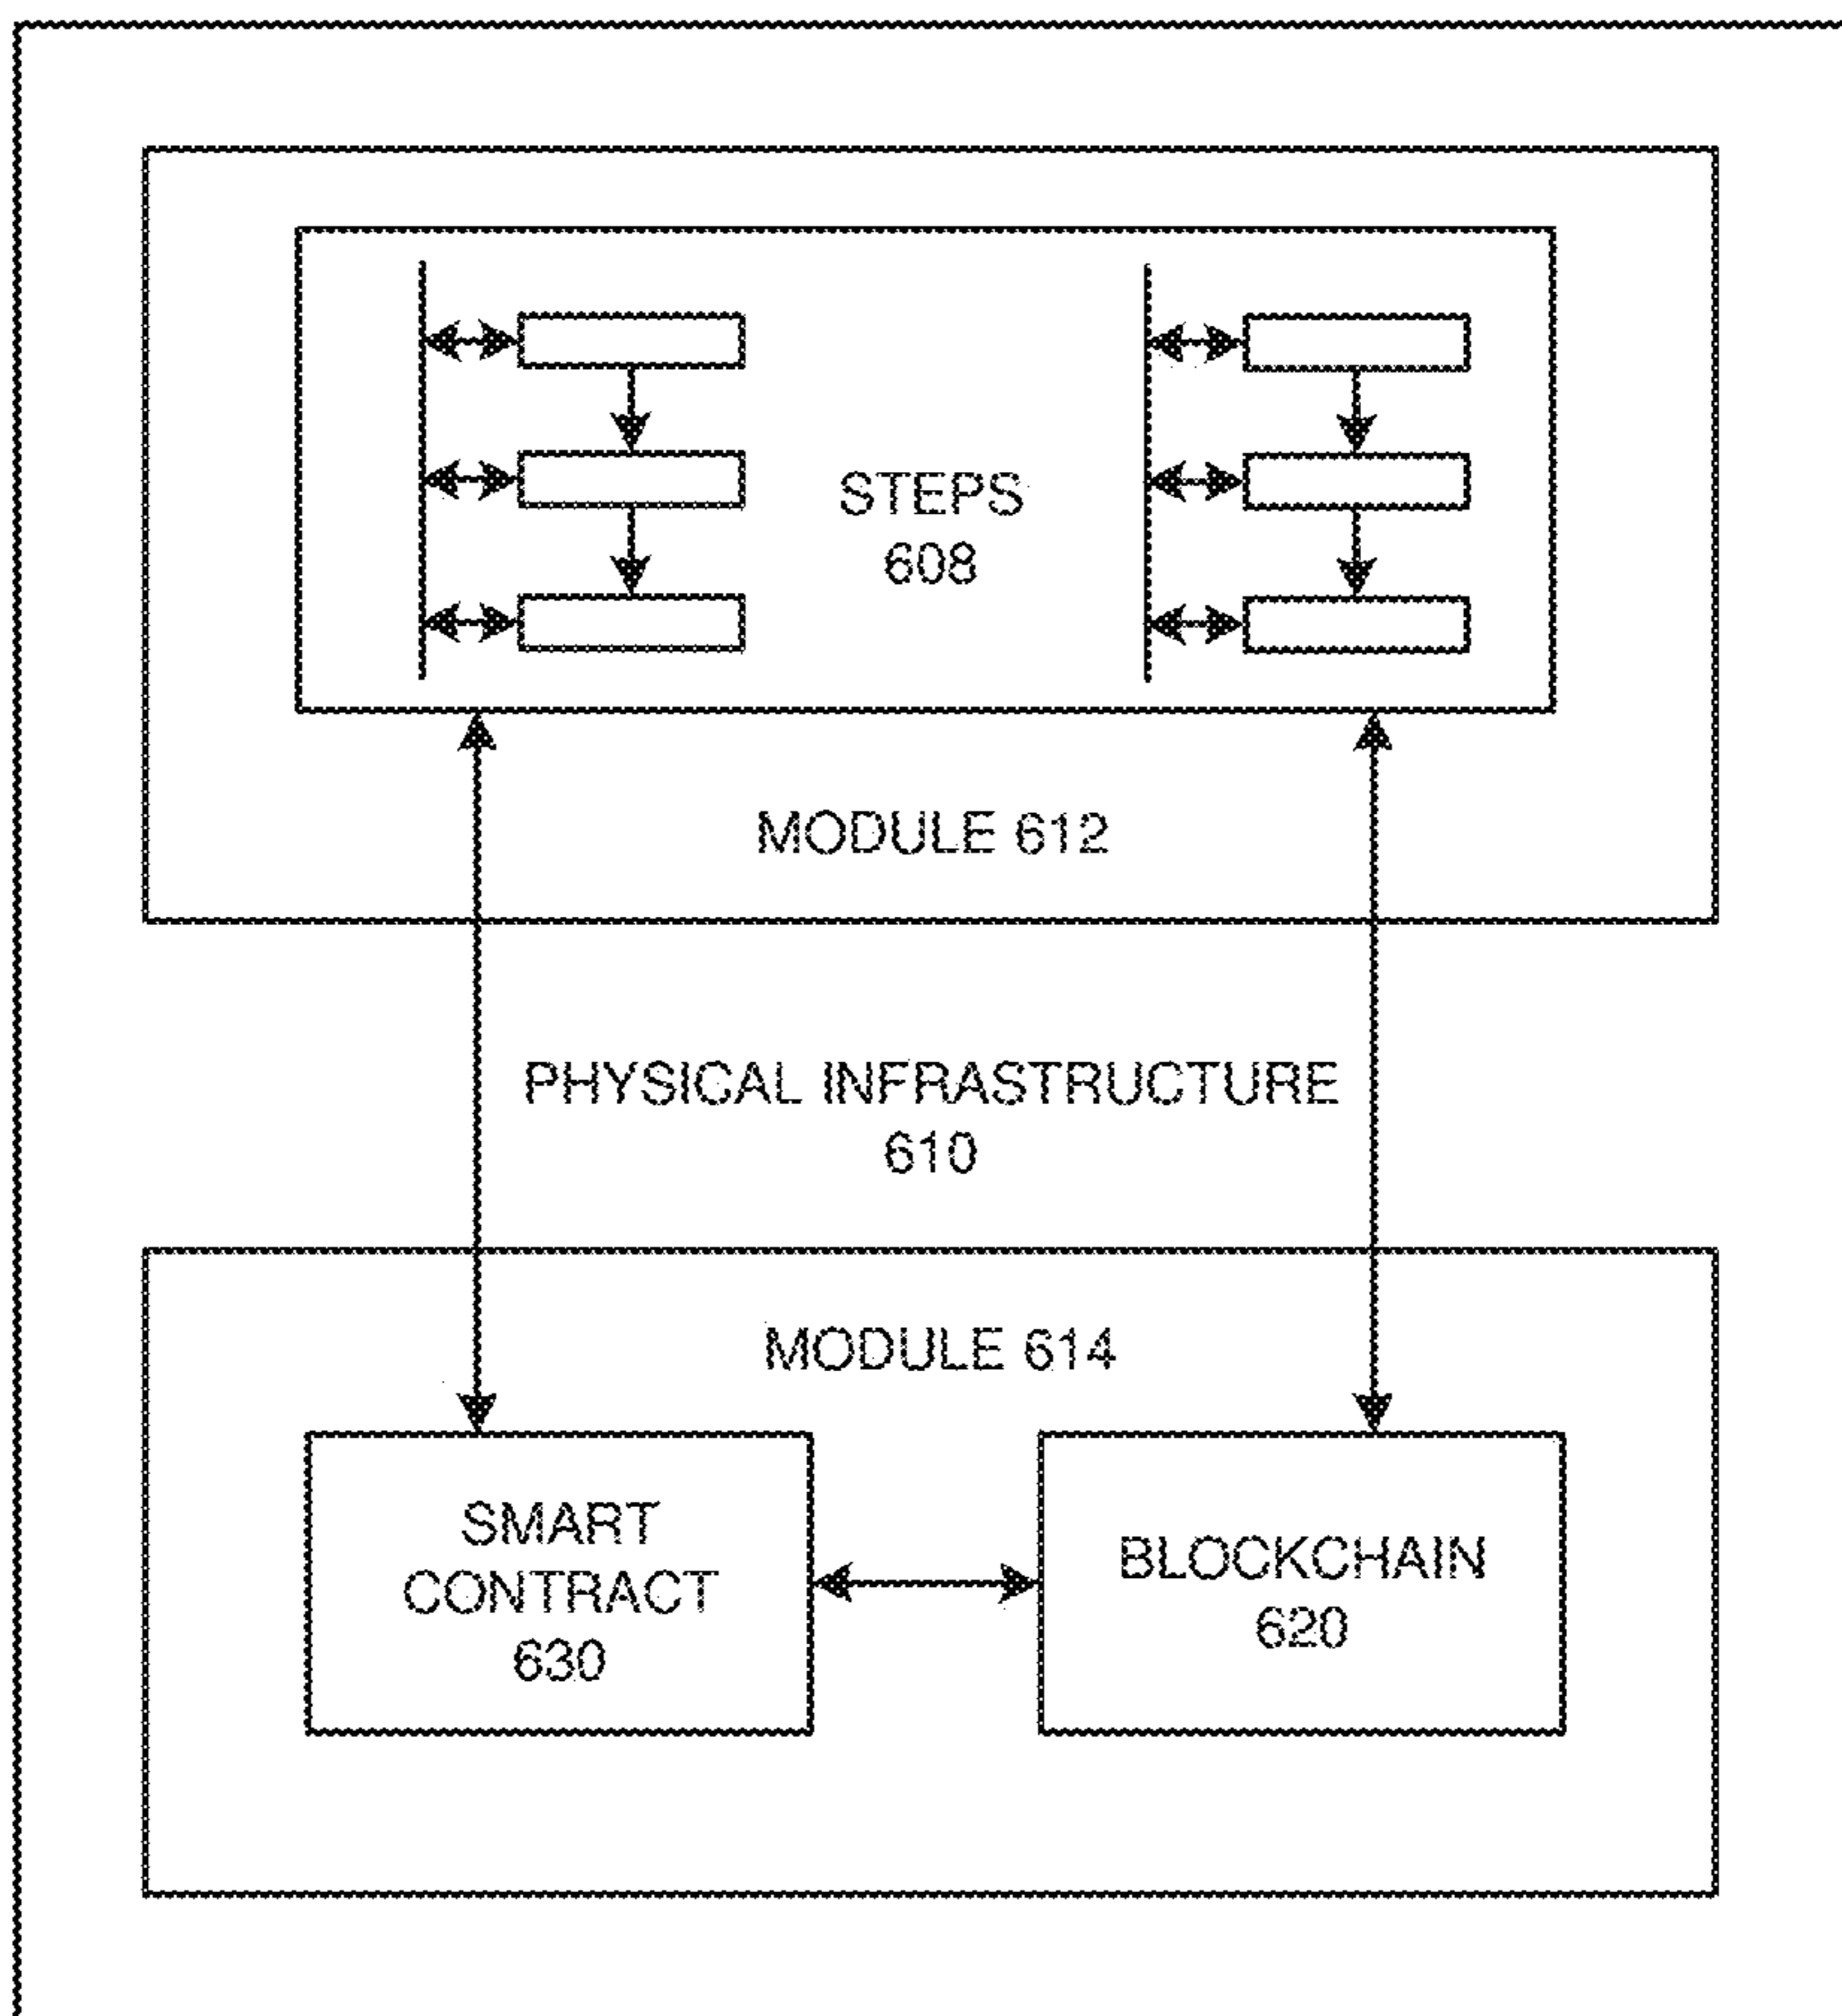 STEPS
608
MODULE 612
PHYSICAL INFRASTRUCTURE
610
MODULE 614
SMART
CONTRACT
630
BLOCKCHAIN
620